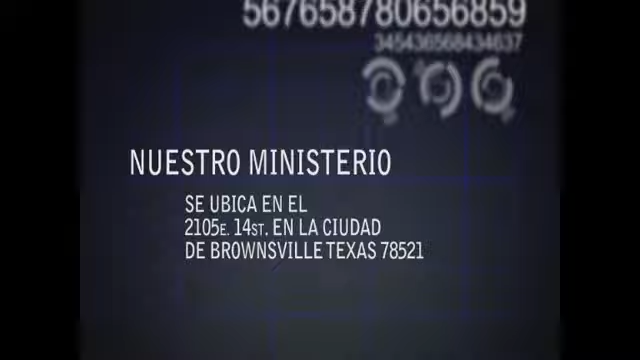 567658780656859
345436568434637
NUESTRO MINISTERIO
SE UBICA EN EL
2105E. 14ST. EN LA CIUDAD
DE BROWNSVILLE TEXAS 78521